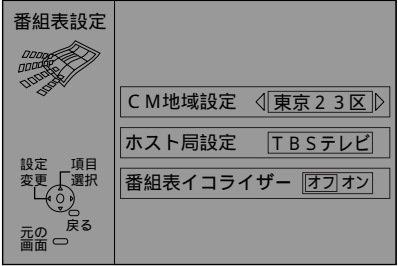 番組表設定
ＣＭ地域設定 東京２３区
ホスト局設定 ＴＢＳテレビ
番組表イコライザー オフ オン
設定
変更
項目
選択
戻る
元の
画面